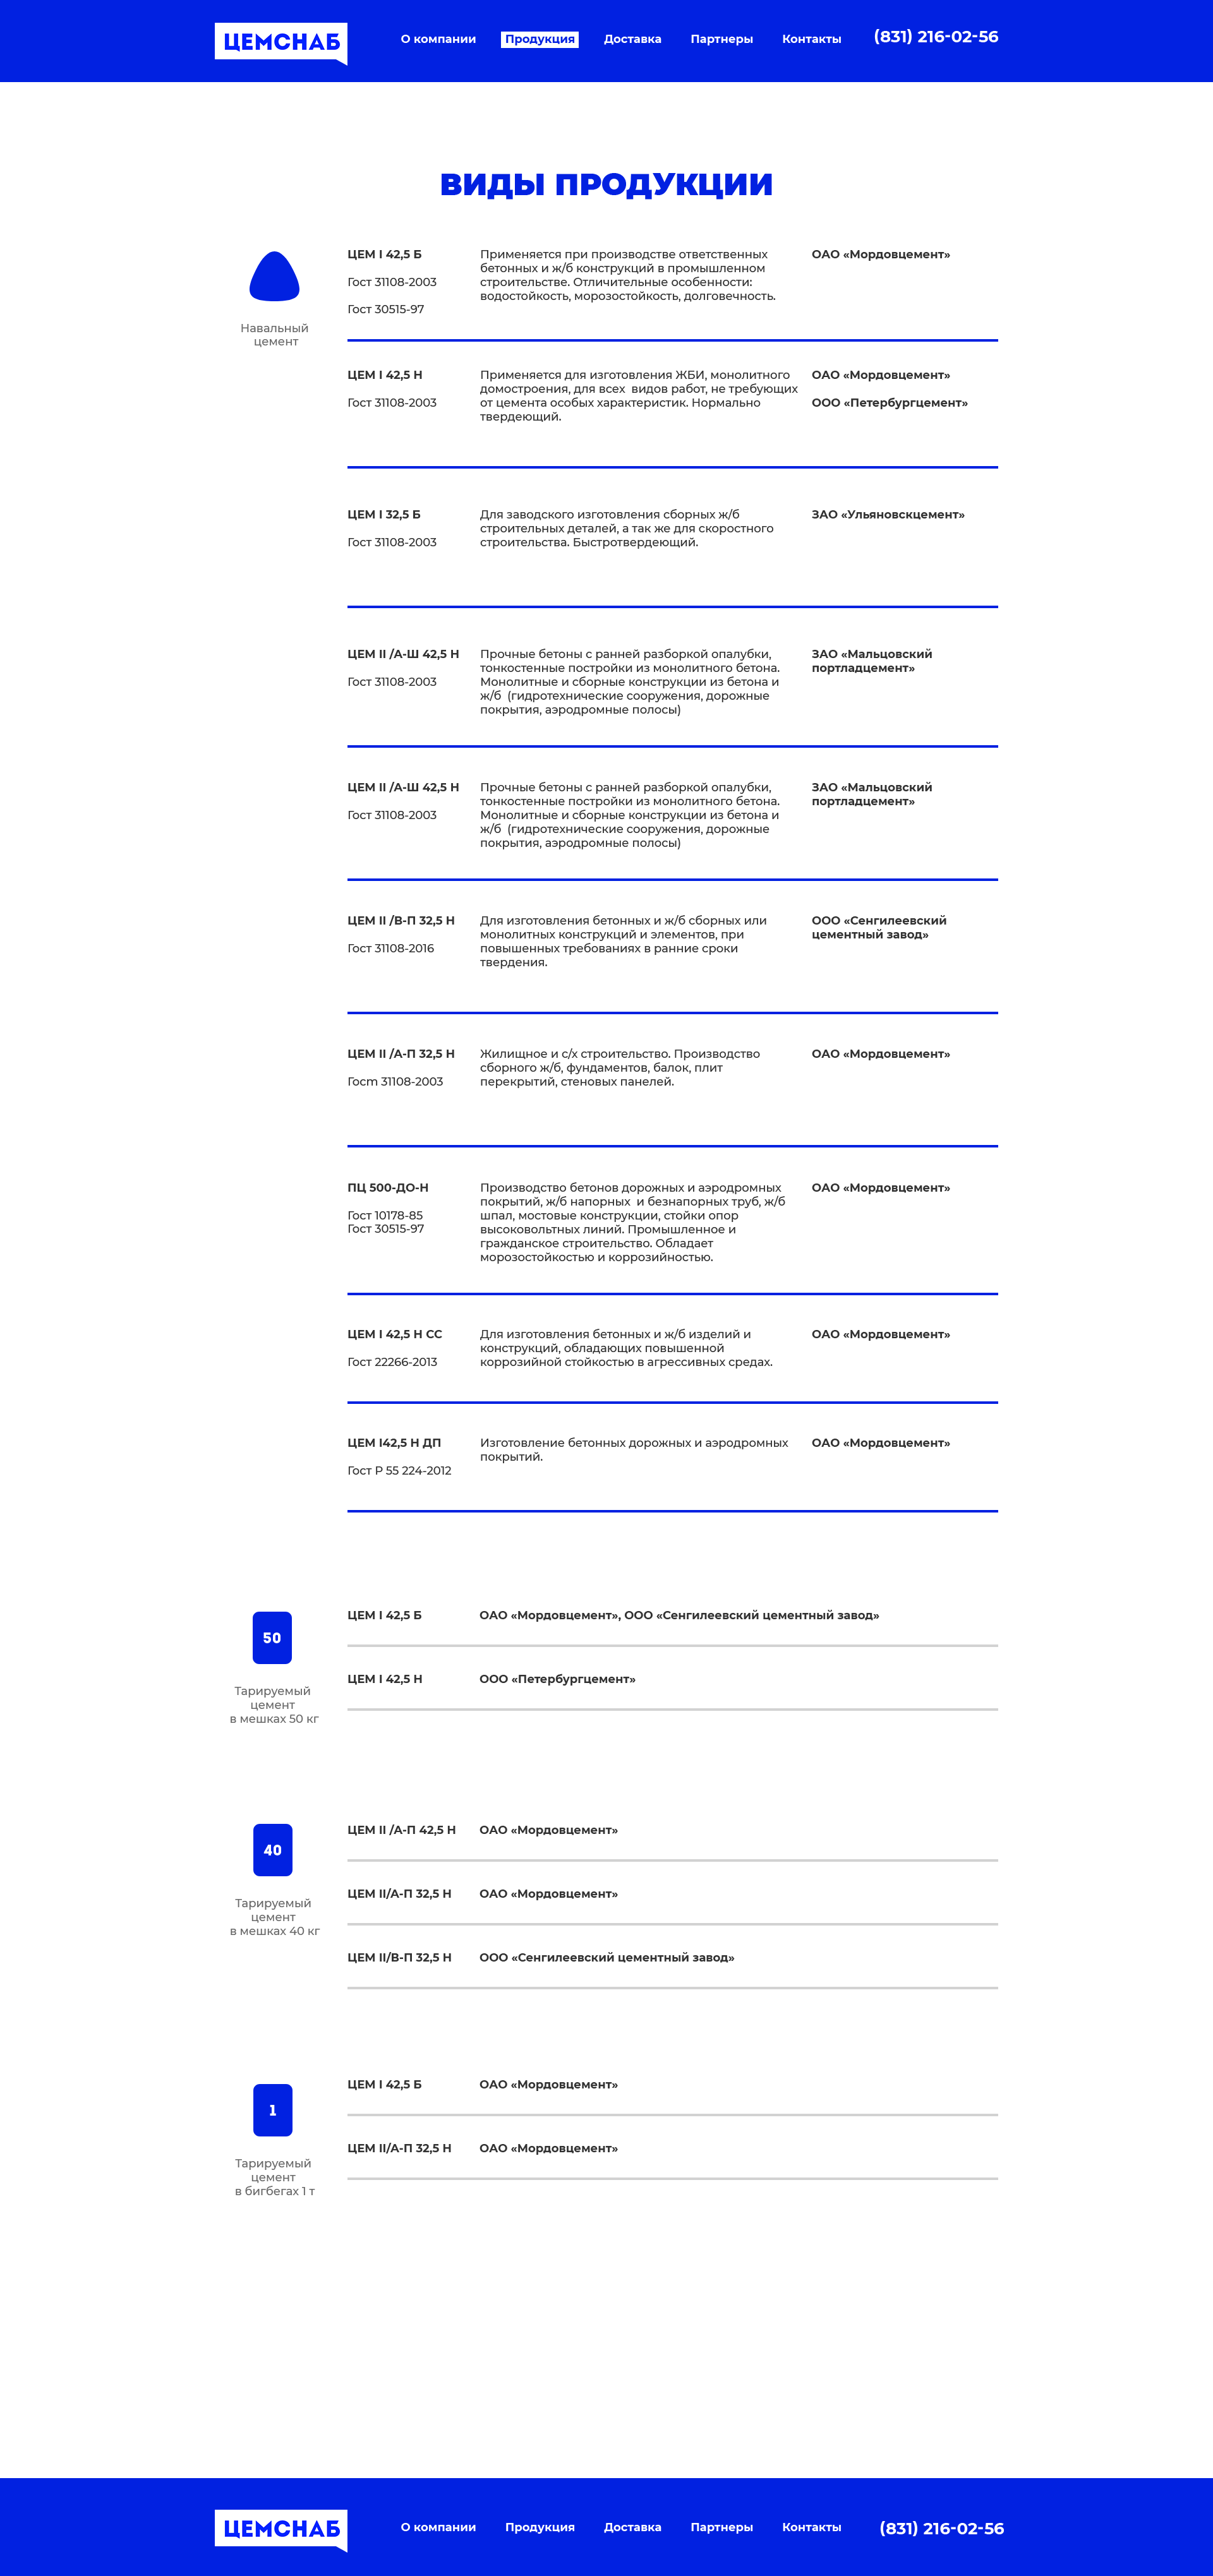 ЦЕМСНАБ
О компании
Продукция
Доставка
Партнеры
Контакты
(831) 216-02-56
ВИДЫ ПРОДУКЦИИ
Навальный
цемент
ЦЕМ I 42,5 Б
Гост 31108-2003
Гост 30515-97
Применяется при производстве ответственных
бетонных и ж/б конструкций в промышленном
строительстве. Отличительные особенности:
водостойкость, морозостойкость, долговечность.
ОАО «Мордовцемент»
ЦЕМ I 42,5 Н
Гост 31108-2003
Применяется для изготовления ЖБИ, монолитного
домостроения, для всех  видов работ, не требующих
от цемента особых характеристик. Нормально
твердеющий.
ОАО «Мордовцемент»
ООО «Петербургцемент»
ЦЕМ I 32,5 Б
Гост 31108-2003
Для заводского изготовления сборных ж/б
строительных деталей, а так же для скоростного
строительства. Быстротвердеющий.
ЗАО «Ульяновскцемент»
ЦЕМ II /А-Ш 42,5 Н
Гост 31108-2003
Прочные бетоны с ранней разборкой опалубки,
тонкостенные постройки из монолитного бетона.
Монолитные и сборные конструкции из бетона и
ж/б  (гидротехнические сооружения, дорожные
покрытия, аэродромные полосы)
ЗАО «Мальцовский
портладцемент»
ЦЕМ II /А-Ш 42,5 Н
Гост 31108-2003
Прочные бетоны с ранней разборкой опалубки,
тонкостенные постройки из монолитного бетона.
Монолитные и сборные конструкции из бетона и
ж/б  (гидротехнические сооружения, дорожные
покрытия, аэродромные полосы)
ЗАО «Мальцовский
портладцемент»
ЦЕМ II /В-П 32,5 Н
Гост 31108-2016
Для изготовления бетонных и ж/б сборных или
монолитных конструкций и элементов, при
повышенных требованиях в ранние сроки
твердения.
ООО «Сенгилеевский
цементный завод»
ЦЕМ II /А-П 32,5 Н
Госm 31108-2003
Жилищное и с/х строительство. Производство
сборного ж/б, фундаментов, балок, плит
перекрытий, стеновых панелей.
ОАО «Мордовцемент»
ПЦ 500-ДО-Н
Гост 10178-85
Гост 30515-97
Производство бетонов дорожных и аэродромных
покрытий, ж/б напорных  и безнапорных труб, ж/б
шпал, мостовые конструкции, стойки опор
высоковольтных линий. Промышленное и
гражданское строительство. Обладает
морозостойкостью и коррозийностью.
ОАО «Мордовцемент»
ЦЕМ I 42,5 Н СС
Гост 22266-2013
Для изготовления бетонных и ж/б изделий и
конструкций, обладающих повышенной
коррозийной стойкостью в агрессивных средах.
ОАО «Мордовцемент»
ЦЕМ I42,5 Н ДП
Гост Р 55 224-2012
Изготовление бетонных дорожных и аэродромных
покрытий.
ОАО «Мордовцемент»
50
Тарируемый
цемент
в мешках 50 кг
ЦЕМ I 42,5 Б
ОАО «Мордовцемент», ООО «Сенгилеевский цементный завод»
ЦЕМ I 42,5 Н
ООО «Петербургцемент»
40
Тарируемый
цемент
в мешках 40 кг
ЦЕМ II /А-П 42,5 Н
ОАО «Мордовцемент»
ЦЕМ II/А-П 32,5 Н
ОАО «Мордовцемент»
ЦЕМ II/В-П 32,5 Н
ООО «Сенгилеевский цементный завод»
1
Тарируемый
цемент
в бигбегах 1 т
ЦЕМ I 42,5 Б
ОАО «Мордовцемент»
ЦЕМ II/А-П 32,5 Н
ОАО «Мордовцемент»
ЦЕМСНАБ
О компании
Продукция
Доставка
Партнеры
Контакты
(831) 216-02-56